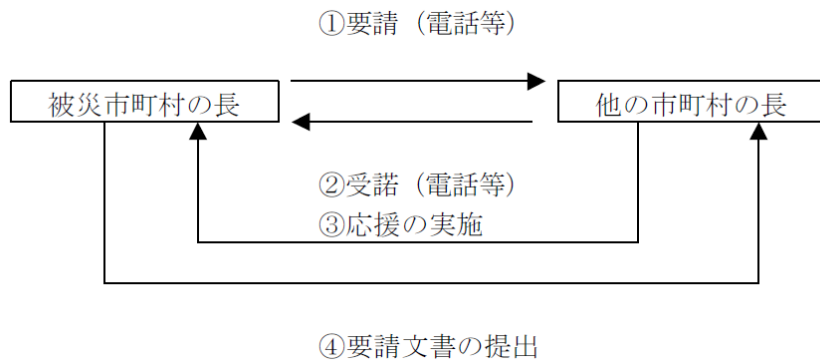 ①要請（電話等）
被災市町村の長
他の市町村の長
②受諾（電話等）
③応援の実施
④要請文書の提出